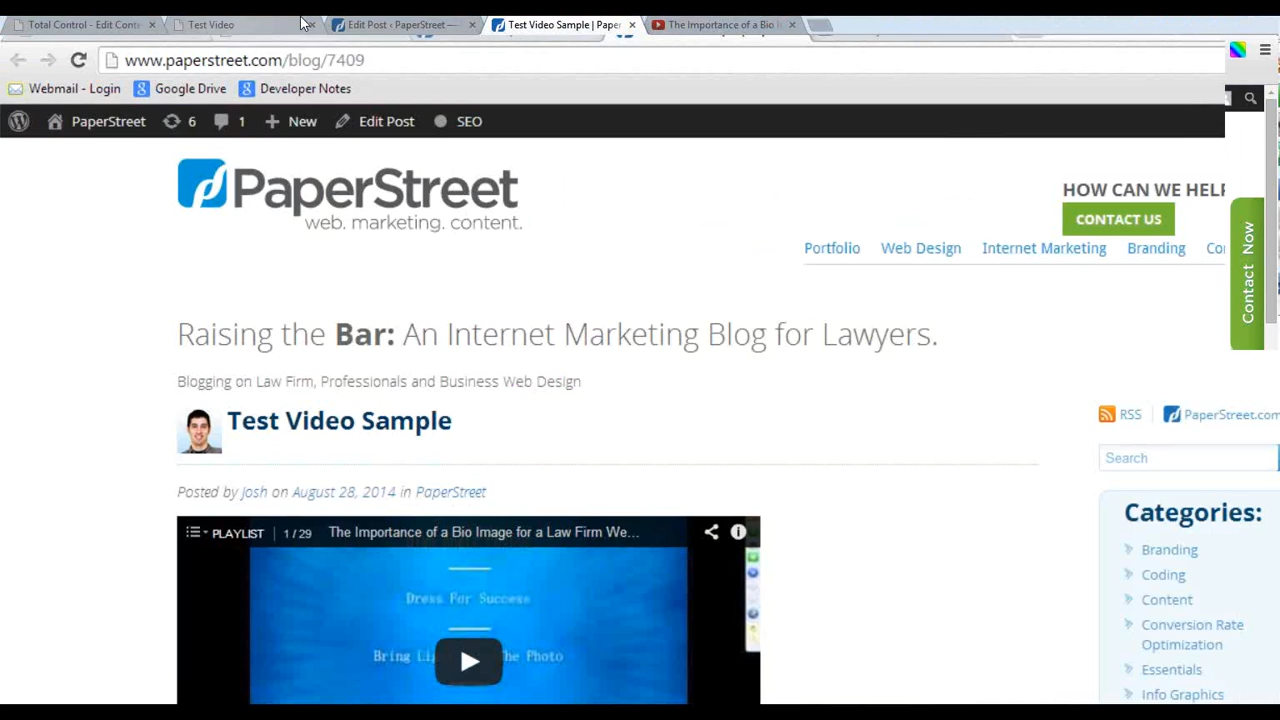 Total Control - Edit Conte
Test Video
Edit Post ‹ PaperStreet —
Test Video Sample | Paper
The Importance of a Bio I
www.paperstreet.com/blog/7409
Webmail - Login
Google Drive
Developer Notes
PaperStreet
6
1
New
Edit Post
SEO
PaperStreet
web. marketing. content.
HOW CAN WE HELP
CONTACT US
Portfolio Web Design Internet Marketing Branding
Contact Now
Raising the Bar: An Internet Marketing Blog for Lawyers.
Blogging on Law Firm, Professionals and Business Web Design
Test Video Sample
Posted by Josh on August 28, 2014 in PaperStreet
RSS
PaperStreet.com
Search
Categories:
Branding
Coding
Content
Conversion Rate
Optimization
Essentials
Info Graphics
PLAYLIST 1 / 29 The Importance of a Bio Image for a Law Firm We...
Dress For Success
Bring The Photo